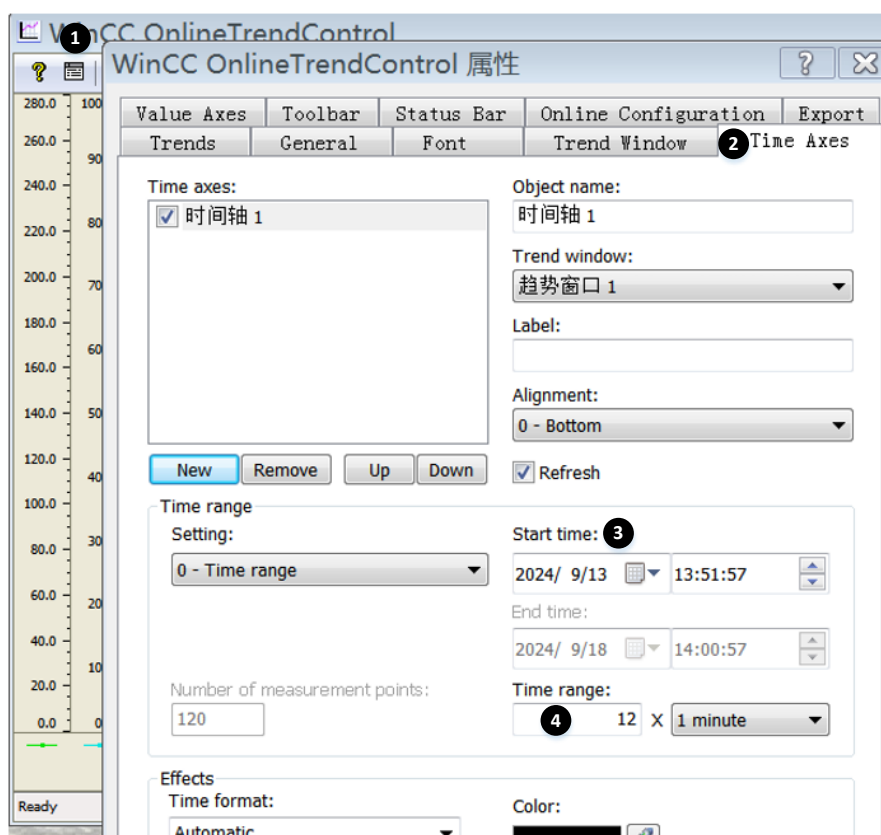 WinCC OnlineTrendControl
1
WinCC OnlineTrendControl 属性
Value Axes Toolbar Status Bar Online Configuration Export
Trends General Font Trend Window 2 Time Axes
280.0 100
260.0 90
240.0
220.0 80
200.0 70
180.0
160.0 60
140.0 50
120.0 40
100.0
80.0 30
60.0 20
40.0
20.0 10
0.0 0
Time axes:
时间轴 1
New Remove Up Down
Object name:
时间轴 1
Trend window:
趋势窗口 1
Label:
Alignment:
0 - Bottom
Refresh
Time range
Setting:
0 - Time range
Number of measurement points:
120
Start time: 3
2024/ 9/13 13:51:57
End time:
2024/ 9/18 14:00:57
Time range:
4 12 X 1 minute
Effects
Time format:
Automatic
Color:
Ready